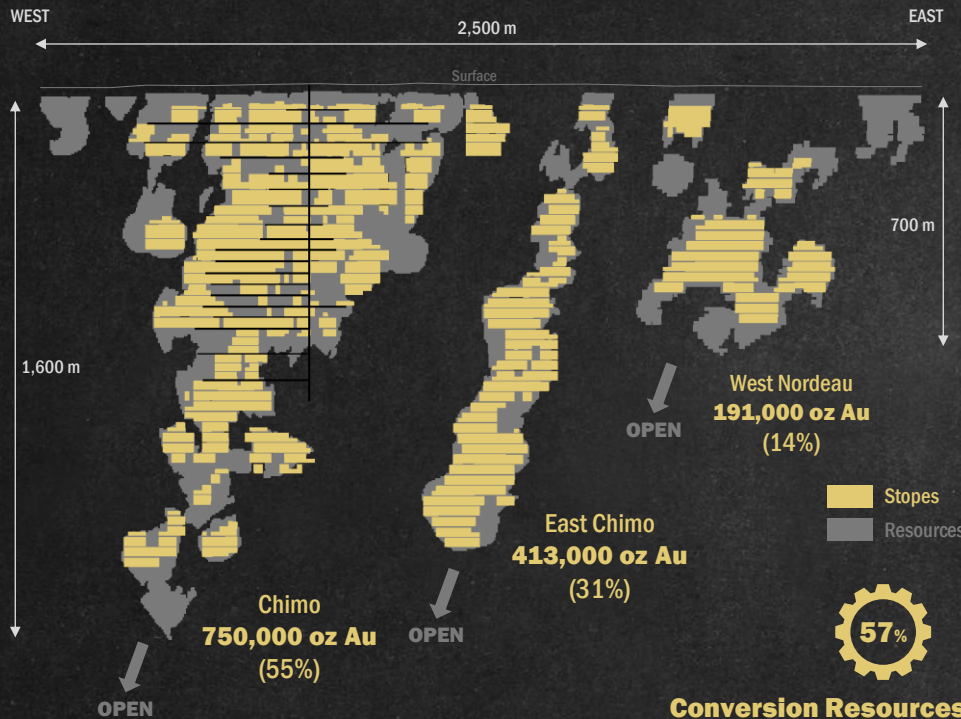 WEST
EAST
2,500 m
Surface
700 m
1,600 m
West Nordeau
191,000 oz Au
(14%)
OPEN
Stopes
Resources
East Chimo
413,000 oz Au
(31%)
OPEN
Chimo
750,000 oz Au
(55%)
OPEN
57%
Conversion Resources